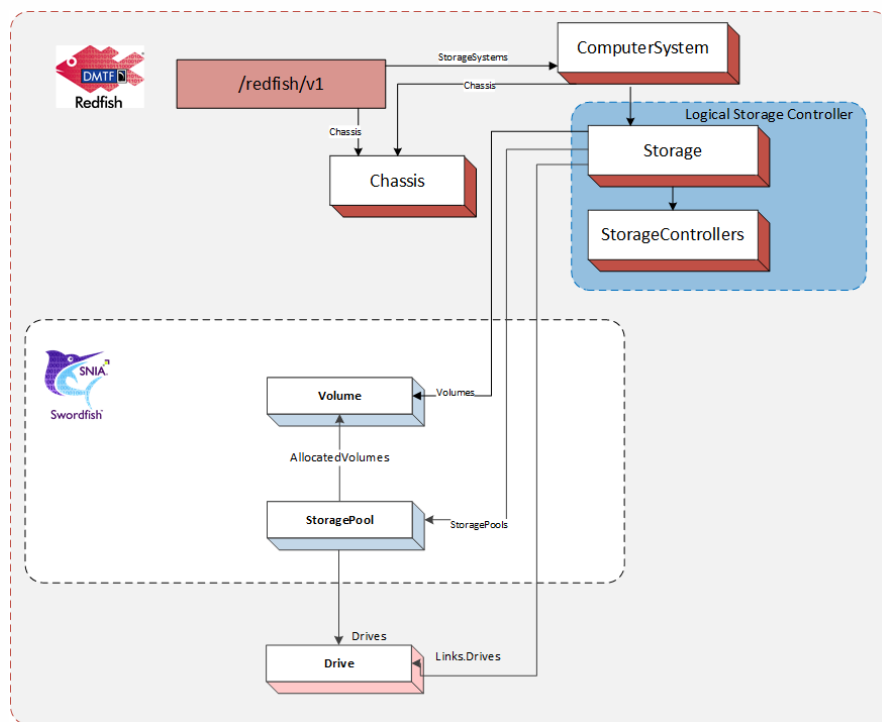 ComputerSystem
StorageSystems
DMTF
Redfish
/redfish/v1
Chassis
Logical Storage Controller
Chassis
Storage
Chassis
StorageControllers
SNIA
Swordfish
Volume
Volumes
AllocatedVolumes
StoragePool
StoragePools
Drives
Drive
Links.Drives